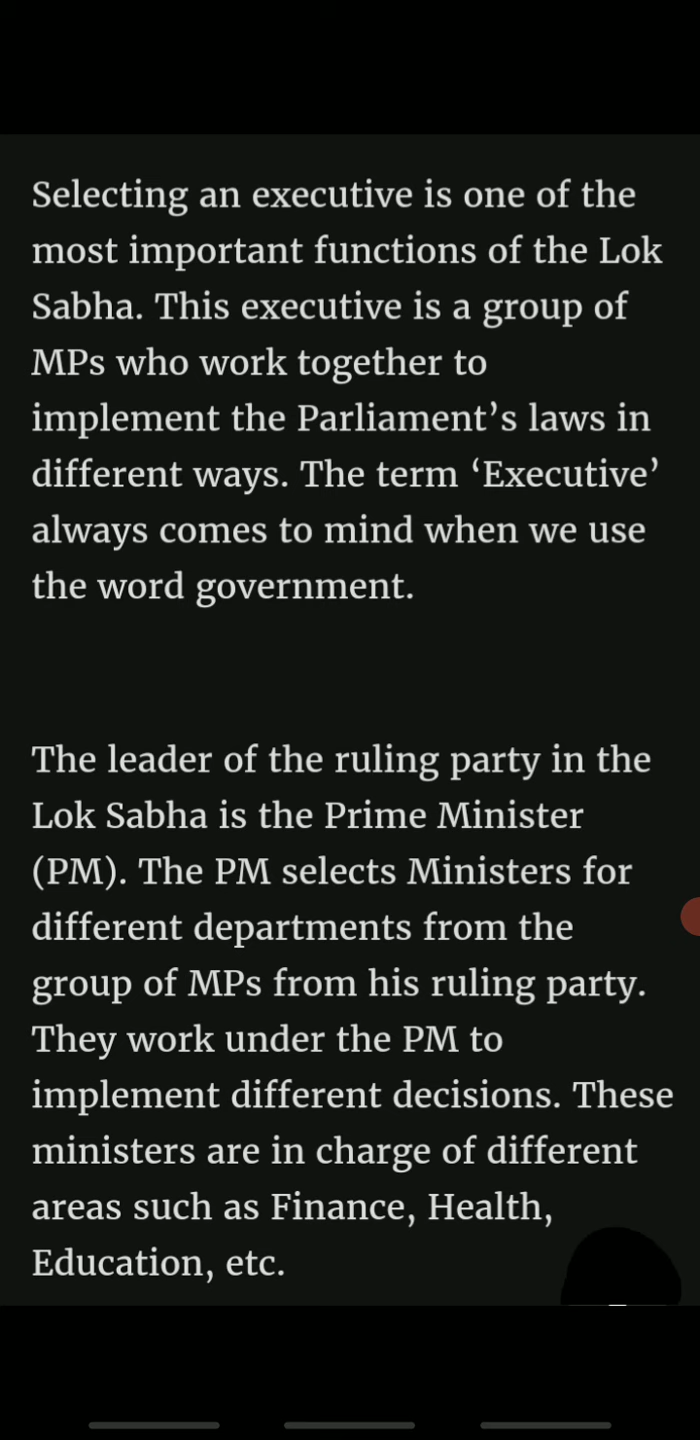 Selecting an executive is one of the
most important functions of the Lok
Sabha. This executive is a group of
MPs who work together to
implement the Parliament’s laws in
different ways. The term ‘Executive’
always comes to mind when we use
the word government.
The leader of the ruling party in the
Lok Sabha is the Prime Minister
(PM). The PM selects Ministers for
different departments from the
group of MPs from his ruling party.
They work under the PM to
implement different decisions. These
ministers are in charge of different
areas such as Finance, Health,
Education, etc.